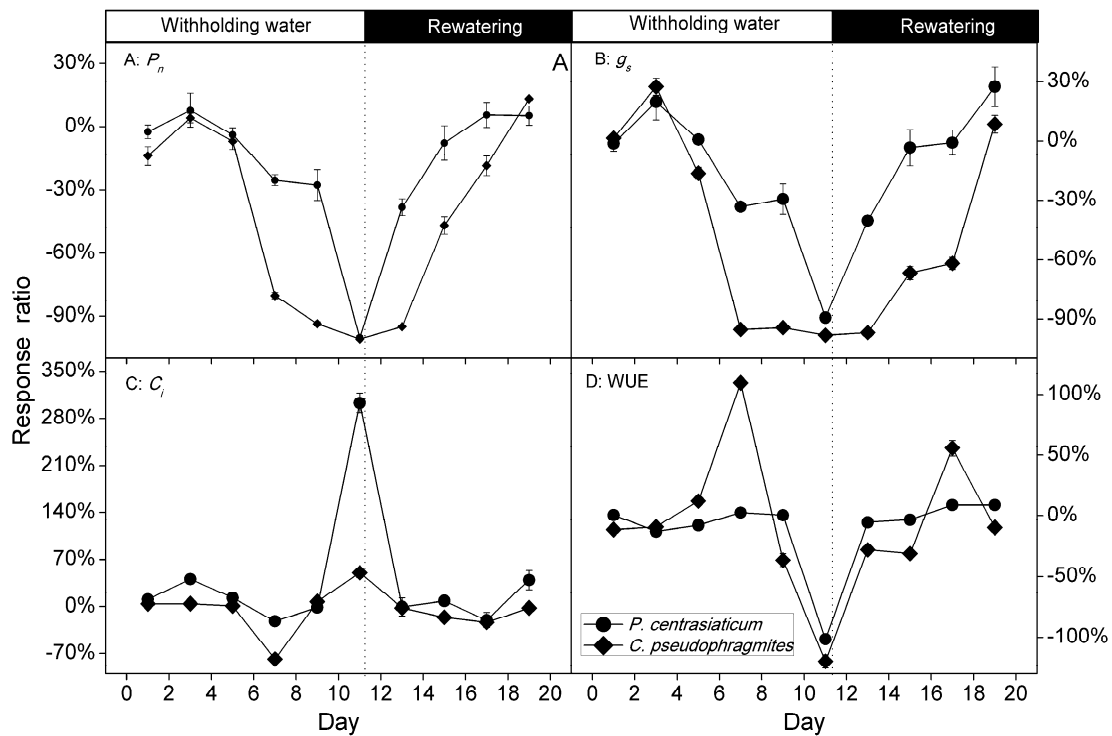 Withholding water Rewatering Withholding water Rewatering
A: Pn A B: gs
30% 30%
0% 0%
-30% -30%
-60% -60%
-90% -90%
Response ratio
C: Ci D: WUE
350%
280% 100%
210% 50%
140% 0%
70% -50%
0% -100%
-70%
P. centrasiaticum
C. pseudophragmites
0 2 4 6 8 10 12 14 16 18 20 0 2 4 6 8 10 12 14 16 18 20
Day Day